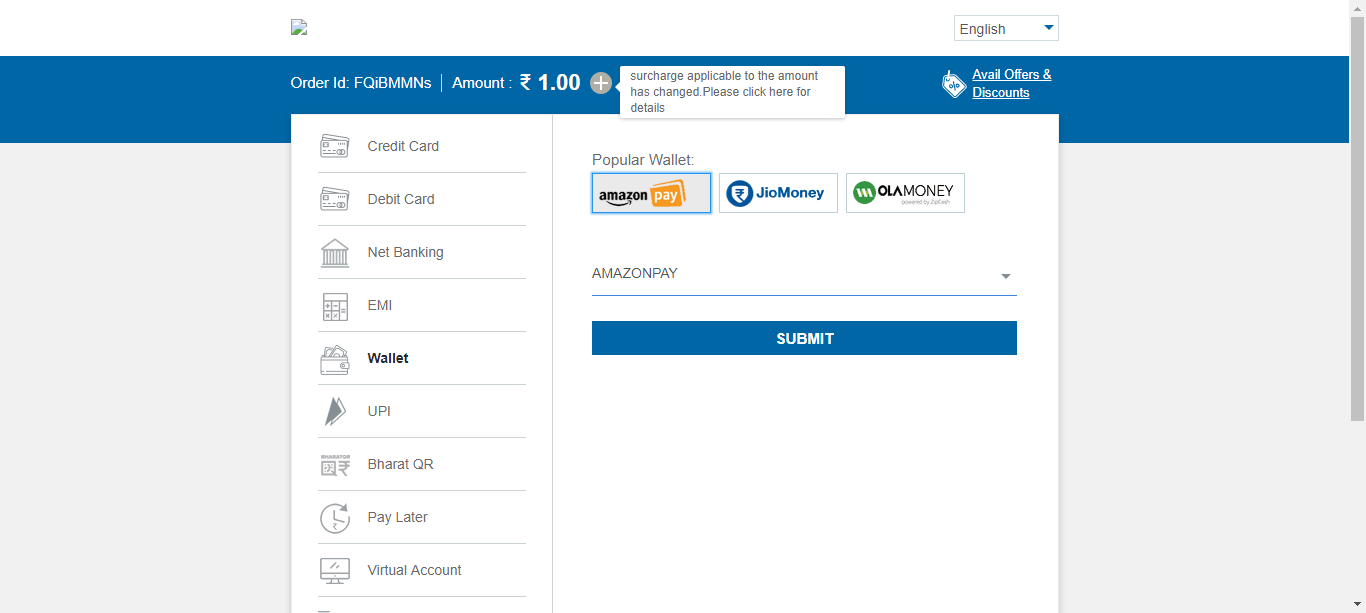 English
Order Id: FQiBMMNs Amount : ₹ 1.00
surcharge applicable to the amount
has changed.Please click here for
details
Avail Offers &
Discounts
Credit Card
Debit Card
Net Banking
EMI
Wallet
UPI
BHARATQR
Bharat QR
Pay Later
Virtual Account
Popular Wallet:
amazon pay
JioMoney
OLAMONEY
powered by ZipCash
AMAZONPAY
SUBMIT